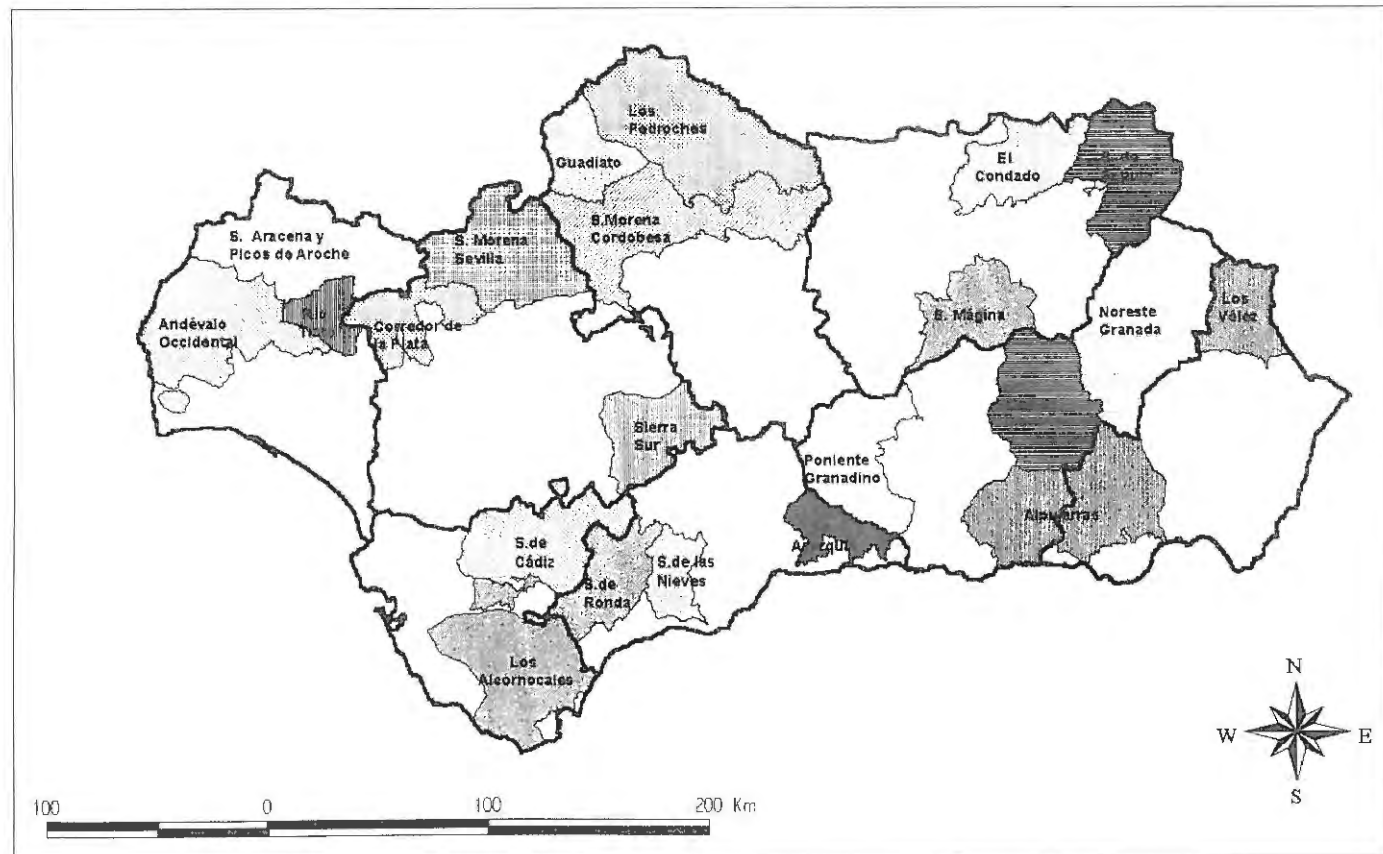 Los
Pedroches
Guadiato
El
Condado
S. de
S. Morena
Cordobesa
S. Aracena y
Picos de Aroche
S. Morena
Sevilla
Los
Vélez
Noreste
Granada
S. Mágina
Andévalo
Occidental
Corredor de
la Plata
Sierra
Sur
Poniente
Granadino
Alpujarras
S.de
Cádiz
S.de
Ronda
S.de las
Nieves
Los
Alcornocales
N
W
E
S
100
0
100
200 Km